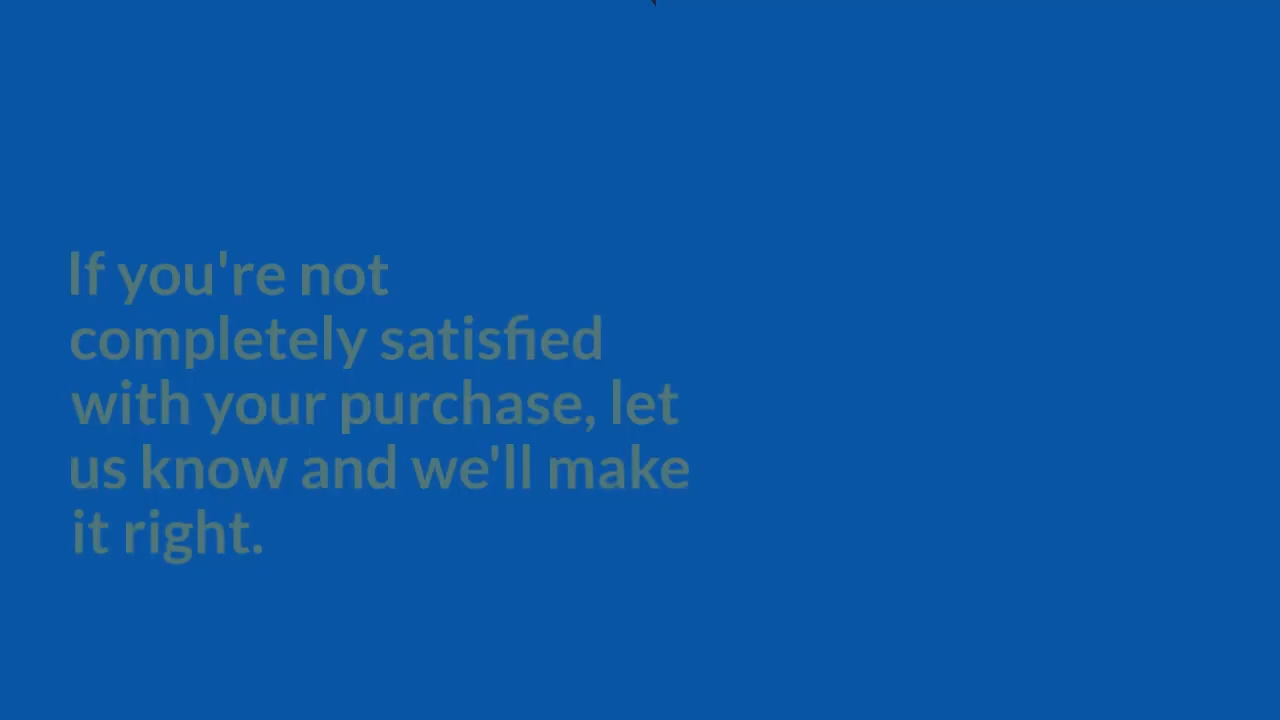 If you're not
completely satisfied
with your purchase, let
us know and we'll make
it right.